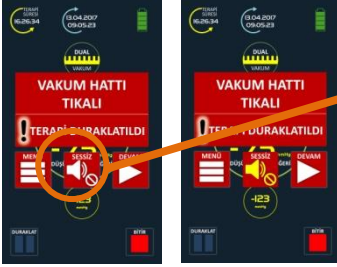 TERAPİ
SÜRESİ
16:26:34
13.04.2017
09:05:23
DUAL
VAKUM
VAKUM HATTI
TIKALI
! TERAPİ DURAKLATILDI
MENÜ
SESSİZ
DEVAM
-123
mmHg
DURAKLAT
BİTİR
TERAPİ
SÜRESİ
16:26:34
13.04.2017
09:05:23
DUAL
VAKUM
VAKUM HATTI
TIKALI
! TERAPİ DURAKLATILDI
MENÜ
SESSİZ
DEVAM
-123
mmHg
DURAKLAT
BİTİR